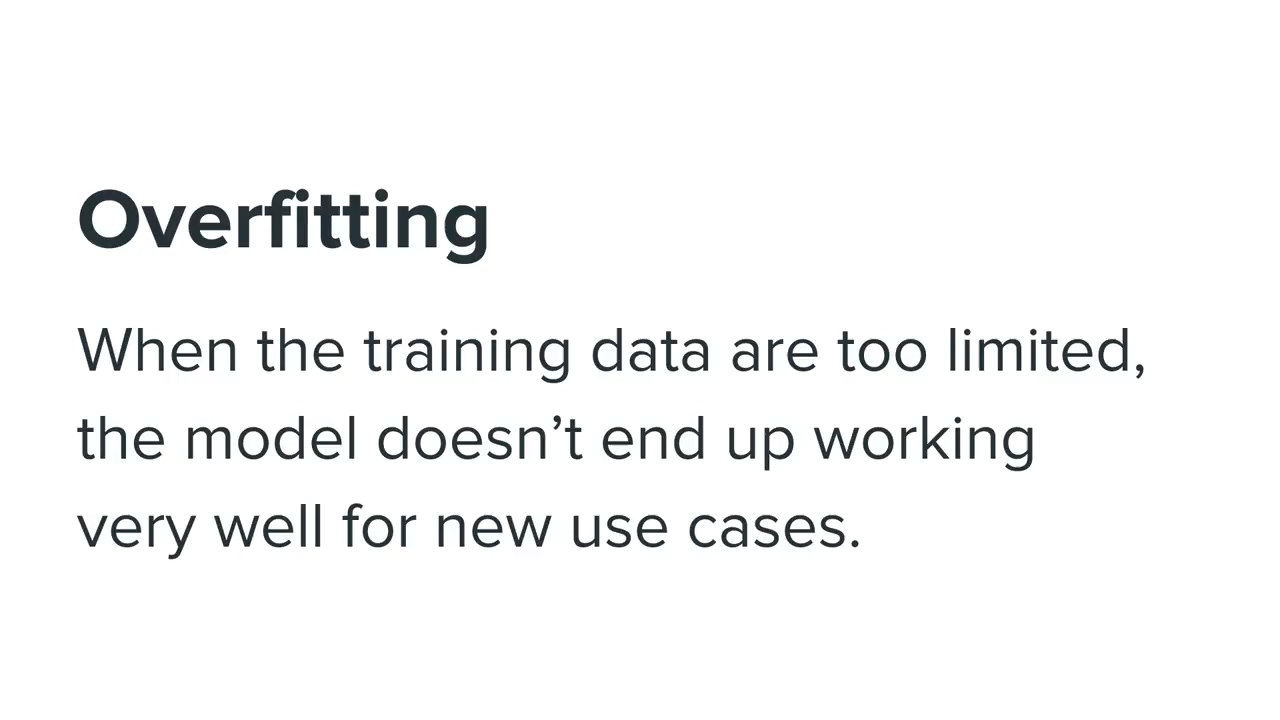 Overfitting
When the training data are too limited,
the model doesn’t end up working
very well for new use cases.